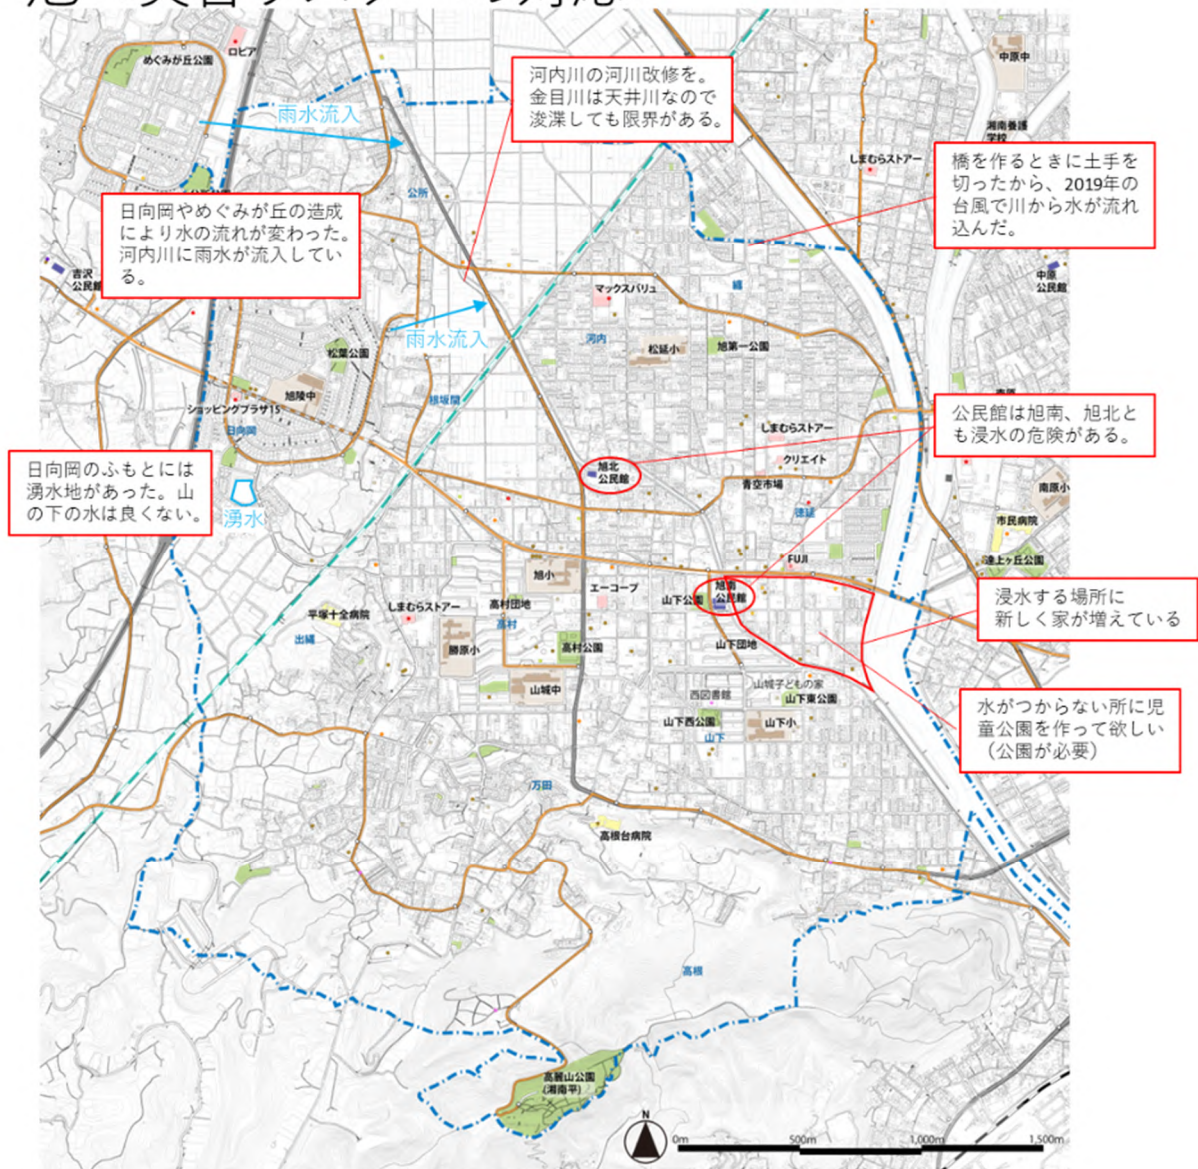 ロピア
めぐみが丘公園
中原中
河内川の河川改修を。
金目川は天井川なので
浚渫しても限界がある。
雨水流入
湘南養護
学校
しまむらストアー
橋を作るときに土手を
切ったから、2019年の
台風で川から水が流れ
込んだ。
公所
日向岡やめぐみが丘の造成
により水の流れが変わった。
河内川に雨水が流入してい
る。
吉沢
公民館
中原
公民館
マックスバリュ
纒
雨水流入
河内
松延小
旭第一公園
松葉公園
旭陵中
根坂間
ショッピングプラザ15
日向岡
公民館は旭南、旭北と
も浸水の危険がある。
しまむらストアー
クリエイト
旭北
公民館
青空市場
徳延
日向岡のふもとには
湧水地があった。山
の下の水は良くない。
湧水
南原小
市民病院
FUJI
旭小
エーコープ
山下公園
旭南
公民館
浸水する場所に
新しく家が増えている
高村団地
高村
しまむらストアー
平塚十全病院
出縄
勝原小
高村公園
山下団地
山城中
山城子どもの家
西図書館
山下東公園
山下西公園
山下小
山下
水がつからない所に児
童公園を作って欲しい
（公園が必要）
万田
高根台病院
高根
高麗山公園
(湘南平)
N
0m
500m
1,000m
1,500m